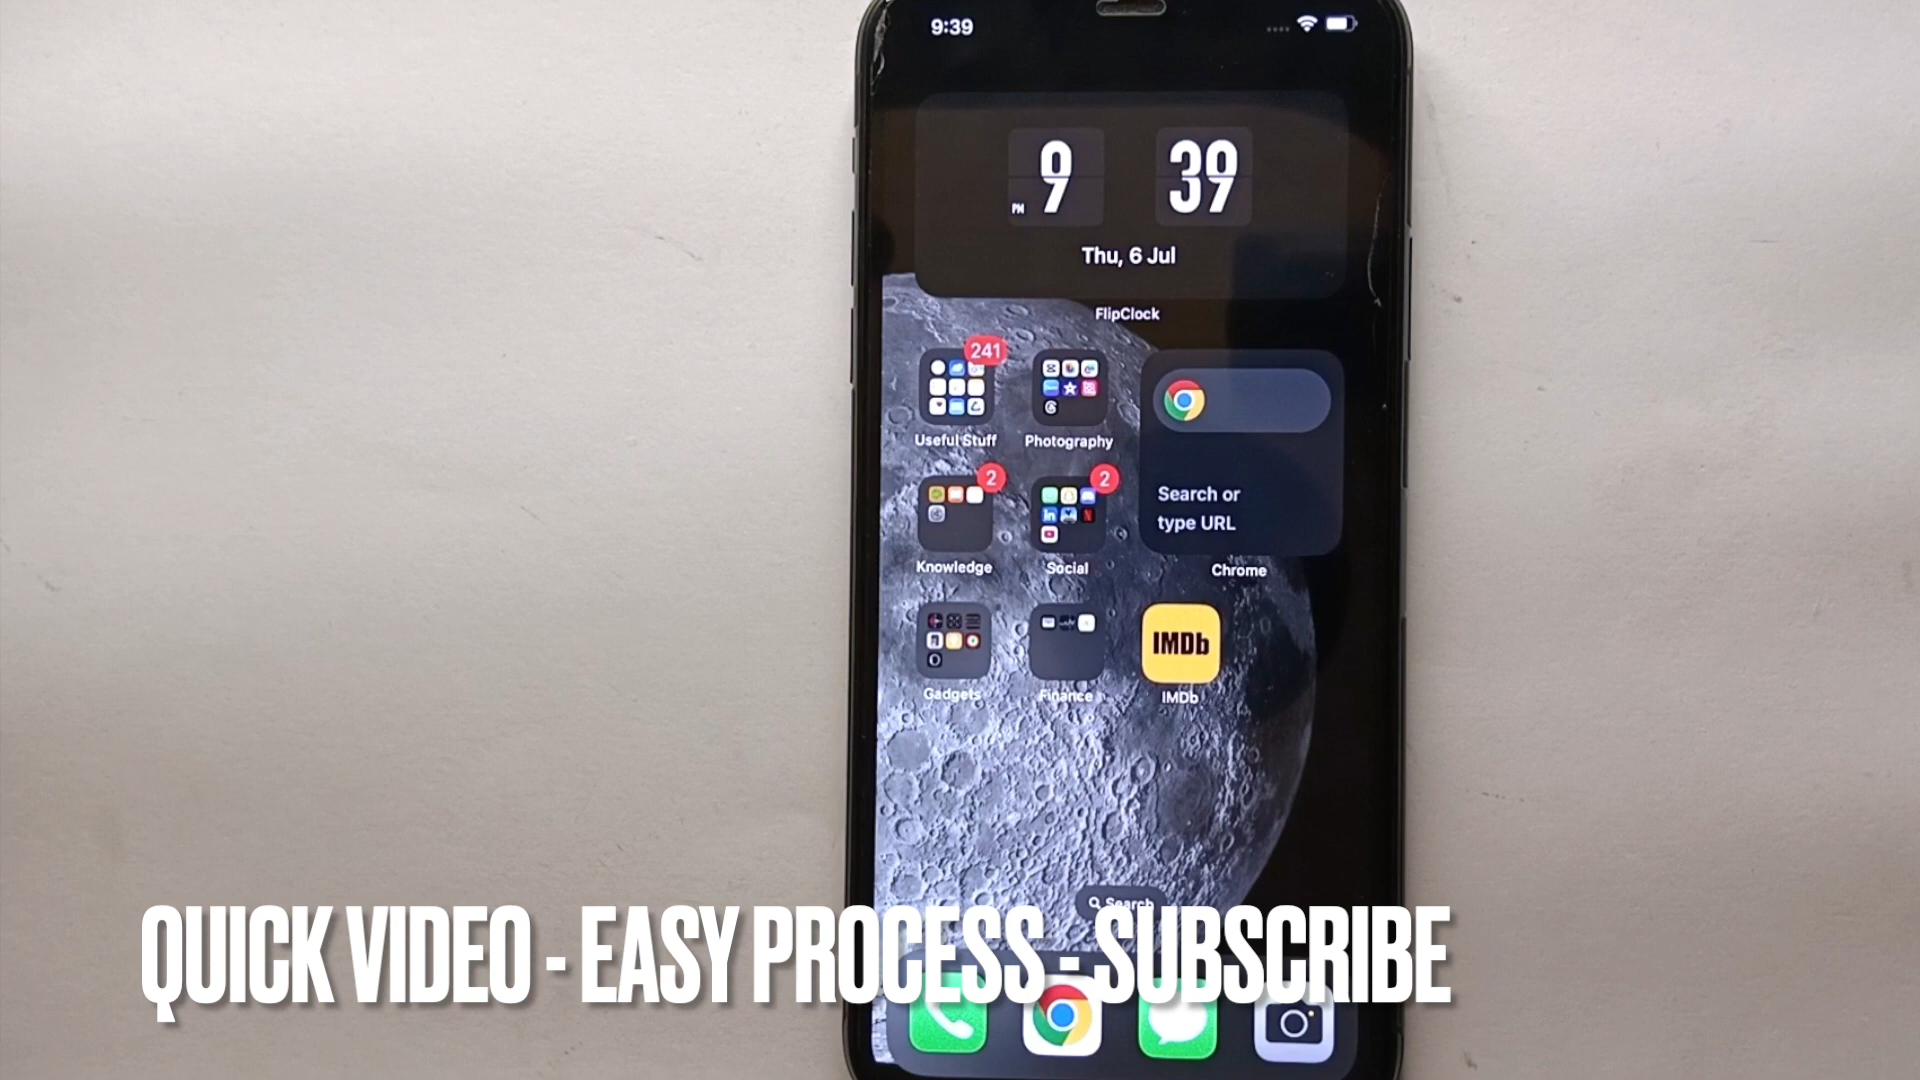 9:39
PM 9 39
Thu, 6 Jul
FlipClock
241
Useful Stuff
Photography
Search or
type URL
Chrome
2
Knowledge
2
Social
Gadgets
Finance
IMDb
IMDb
Search
QUICK VIDEO - EASY PROCESS - SUBSCRIBE